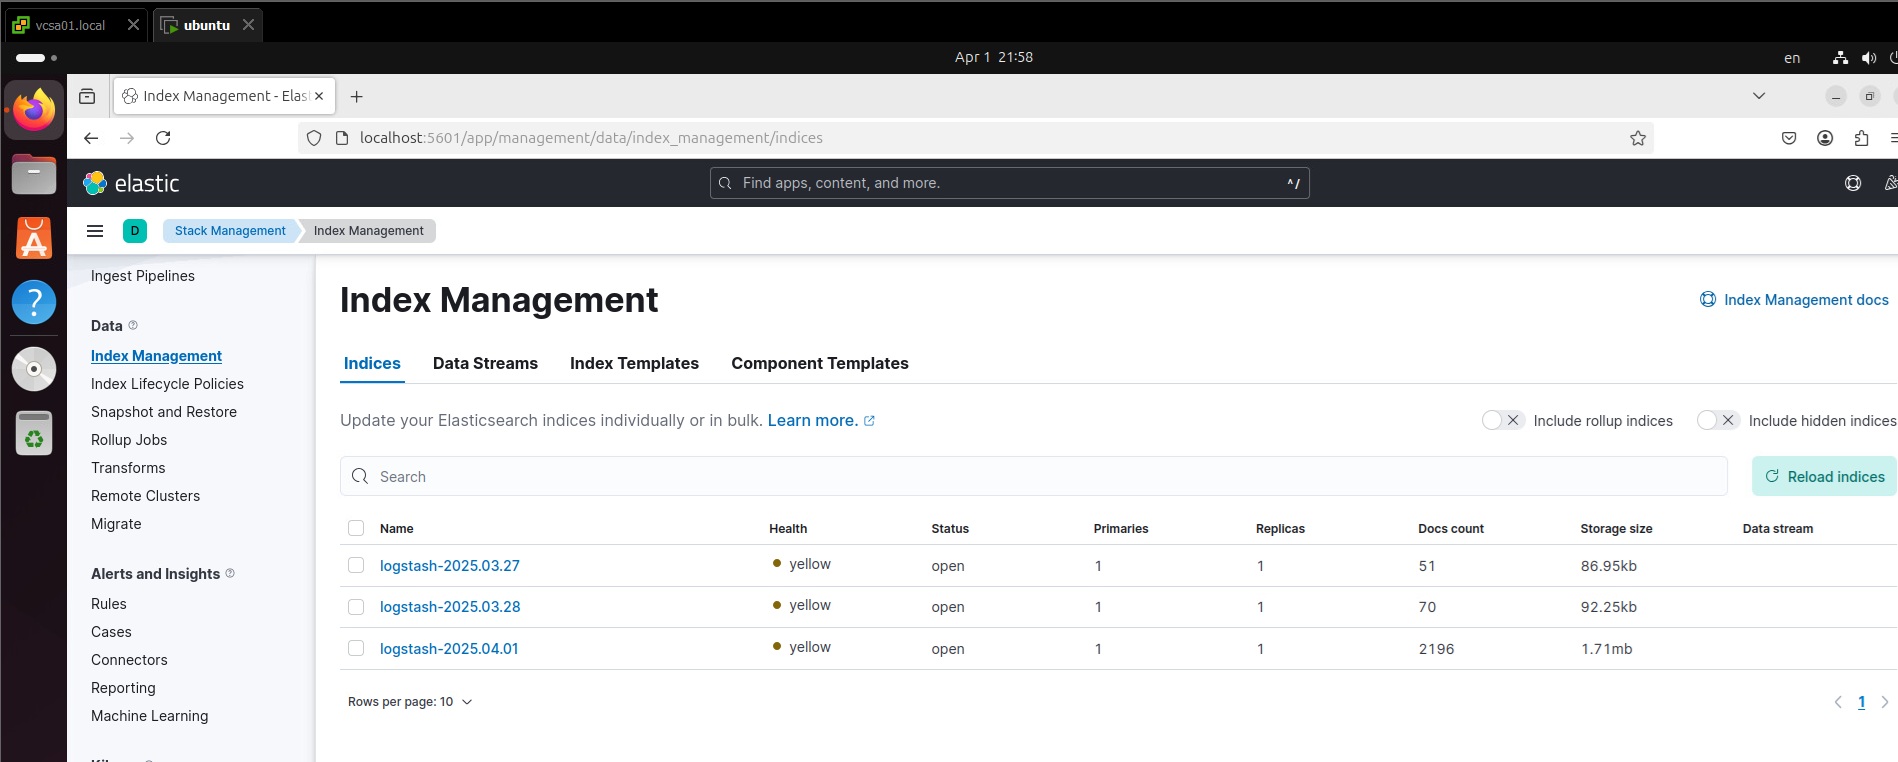 vcsa01.local
ubuntu
Apr 1 21:58
en
Index Management - Elas
localhost:5601/app/management/data/index_management/indices
elastic
Find apps, content, and more.
^/
D
Stack Management
Index Management
Ingest Pipelines
Data
Index Management
Index Lifecycle Policies
Snapshot and Restore
Rollup Jobs
Transforms
Remote Clusters
Migrate
Alerts and Insights
Rules
Cases
Connectors
Reporting
Machine Learning
Index Management
Index Management docs
Indices Data Streams Index Templates Component Templates
Update your Elasticsearch indices individually or in bulk. Learn more.
Include rollup indices
Include hidden indices
Search
Reload indices
Name Health Status Primaries Replicas Docs count Storage size Data stream
logstash-2025.03.27 yellow open 1 1 51 86.95kb
logstash-2025.03.28 yellow open 1 1 70 92.25kb
logstash-2025.04.01 yellow open 1 1 2196 1.71mb
Rows per page: 10
1